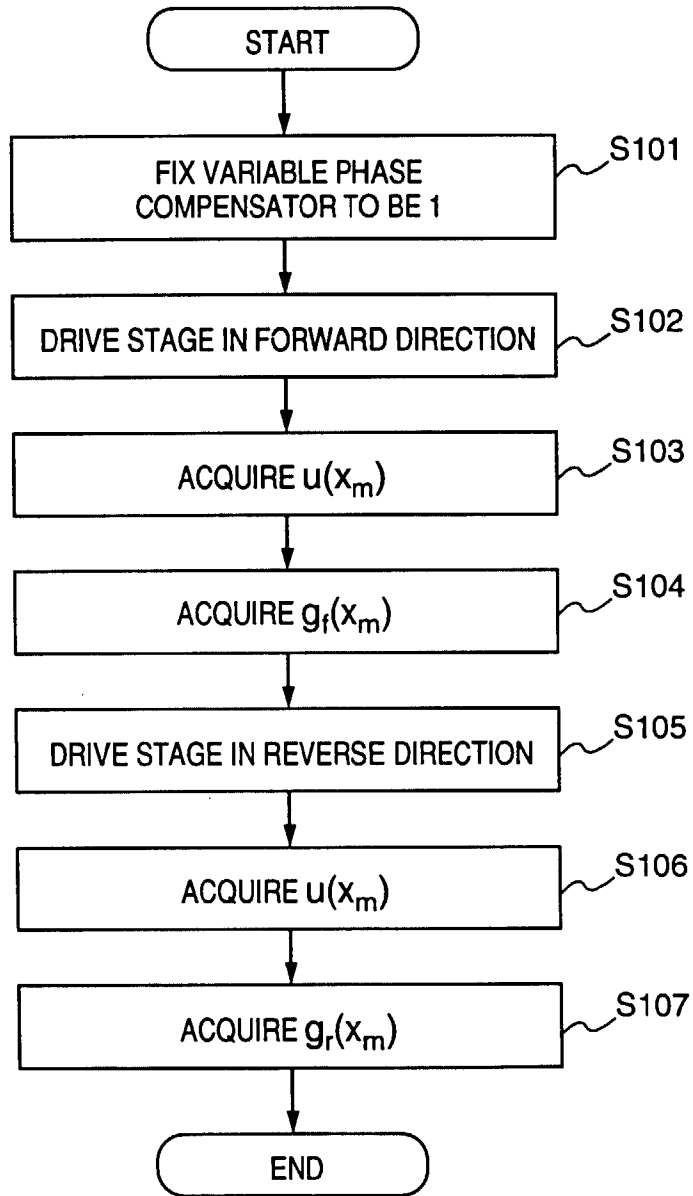 START
S101
FIX VARIABLE PHASE
COMPENSATOR TO BE 1
S102
DRIVE STAGE IN FORWARD DIRECTION
S103
ACQUIRE u(xₘ)
S104
ACQUIRE g_f(xₘ)
S105
DRIVE STAGE IN REVERSE DIRECTION
S106
ACQUIRE u(xₘ)
S107
ACQUIRE gᵣ(xₘ)
END